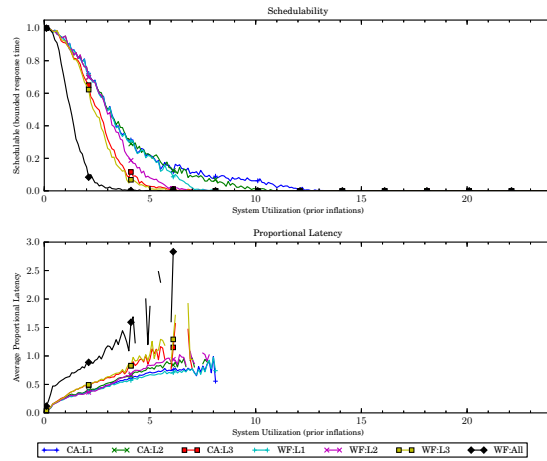 Schedulability
Schedulable (bounded response time)
1.0
0.8
0.6
0.4
0.2
0.0
0 5 10 15 20
System Utilization (prior inflations)
Proportional Latency
Average Proportional Latency
3.0
2.5
2.0
1.5
1.0
0.5
0.0
0 5 10 15 20
System Utilization (prior inflations)
CA:L1 CA:L2 CA:L3 WF:L1 WF:L2 WF:L3 WF:All